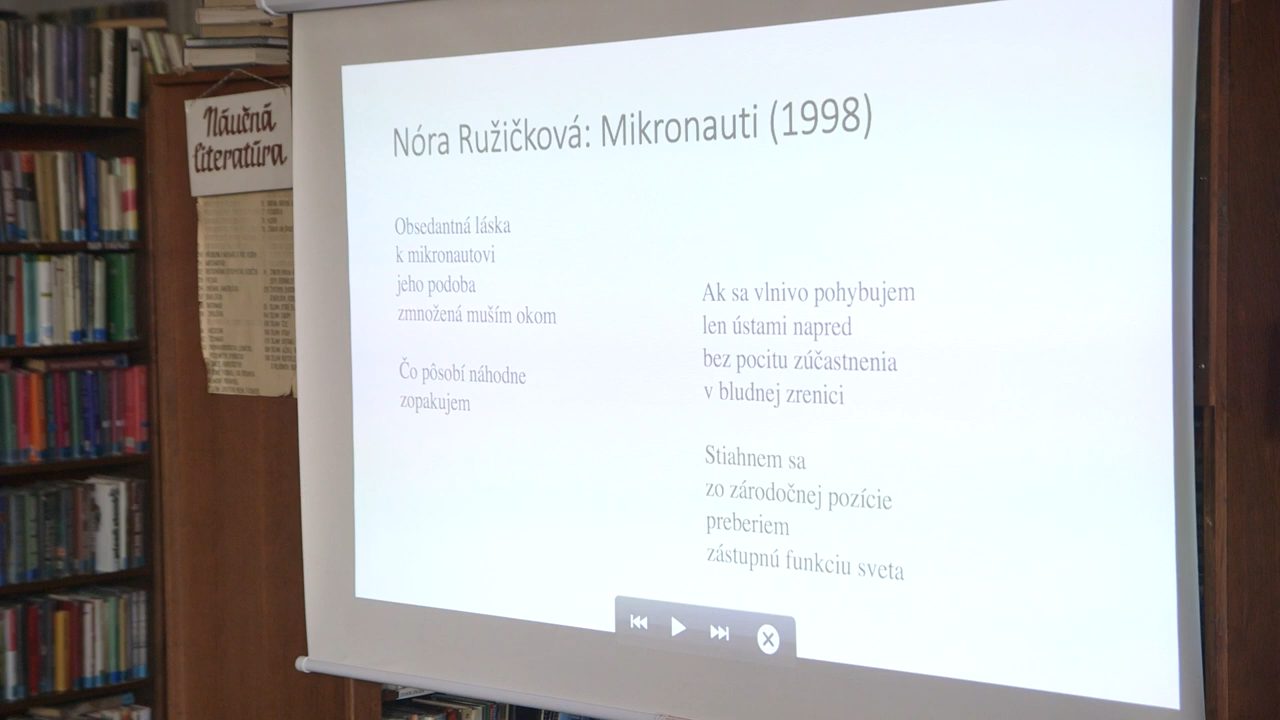 Náučná
literatúra
Nóra Ružičková: Mikronauti (1998)
Obsedantná láska
k mikronautovi
jeho podoba
zmnožená muším okom
Čo pôsobí náhodne
zopakujem
Ak sa vlnivo pohybujem
len ústami napred
bez pocitu zúčastnenia
v bludnej zrenici
Stiahnem sa
zo zárodočnej pozície
preberiem
zástupnú funkciu sveta